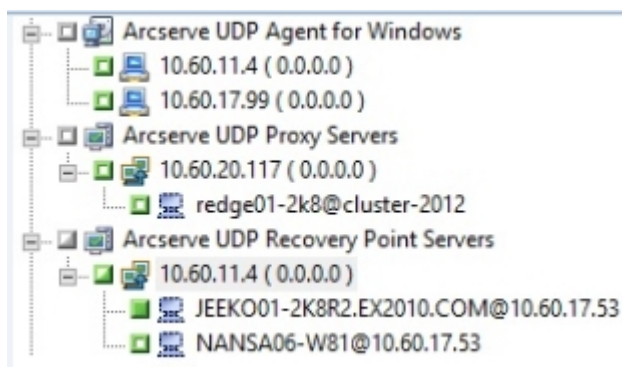 Arcserve UDP Agent for Windows
10.60.11.4 ( 0.0.0.0 )
10.60.17.99 ( 0.0.0.0 )
Arcserve UDP Proxy Servers
10.60.20.117 ( 0.0.0.0 )
redge01-2k8@cluster-2012
Arcserve UDP Recovery Point Servers
10.60.11.4 ( 0.0.0.0 )
JEEKO01-2K8R2.EX2010.COM@10.60.17.53
NANSA06-W81@10.60.17.53